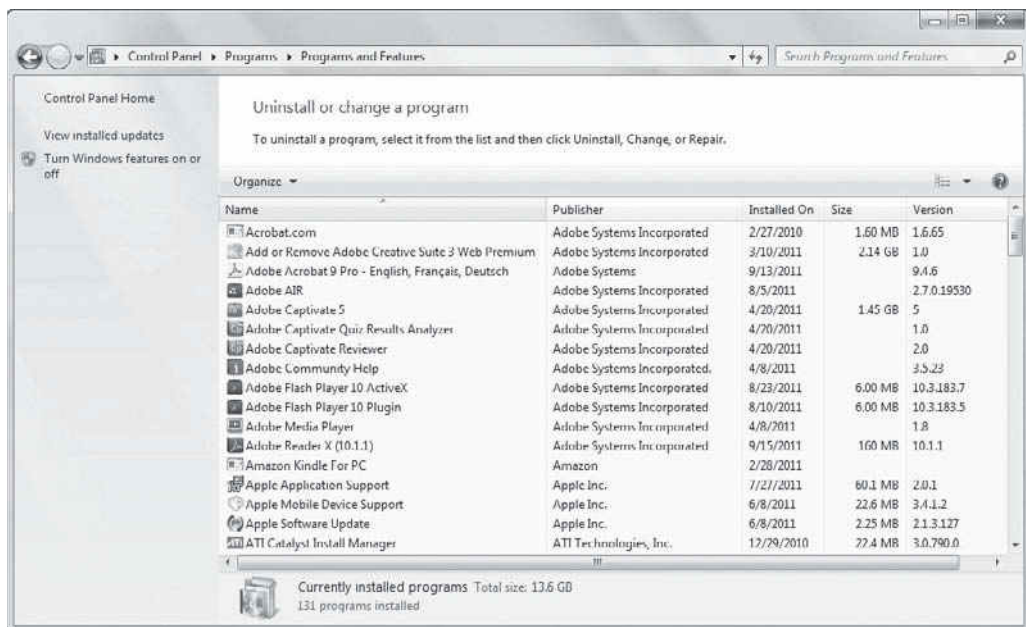 Control Panel ▸ Programs ▸ Programs and Features
Search Programs and Features
Control Panel Home
View installed updates
Turn Windows features on or
off
Uninstall or change a program
To uninstall a program, select it from the list and then click Uninstall, Change, or Repair.
Organize
Name Publisher Installed On Size Version
Acrobat.com Adobe Systems Incorporated 2/27/2010 1.60 MB 1.6.65
Add or Remove Adobe Creative Suite 3 Web Premium Adobe Systems Incorporated 3/10/2011 2.14 GB 1.0
Adobe Acrobat 9 Pro - English, Français, Deutsch Adobe Systems 9/13/2011 9.4.6
Adobe AIR Adobe Systems Incorporated 8/5/2011 2.7.0.19530
Adobe Captivate 5 Adobe Systems Incorporated 4/20/2011 1.45 GB 5
Adobe Captivate Quiz Results Analyzer Adobe Systems Incorporated 4/20/2011 1.0
Adobe Captivate Reviewer Adobe Systems Incorporated 4/20/2011 2.0
Adobe Community Help Adobe Systems Incorporated. 4/8/2011 3.5.23
Adobe Flash Player 10 ActiveX Adobe Systems Incorporated 8/23/2011 6.00 MB 10.3.183.7
Adobe Flash Player 10 Plugin Adobe Systems Incorporated 8/10/2011 6.00 MB 10.3.183.5
Adobe Media Player Adobe Systems Incorporated 4/8/2011 1.8
Adobe Reader X (10.1.1) Adobe Systems Incorporated 9/15/2011 160 MB 10.1.1
Amazon Kindle For PC Amazon 2/28/2011
Apple Application Support Apple Inc. 7/27/2011 60.1 MB 2.0.1
Apple Mobile Device Support Apple Inc. 6/8/2011 22.6 MB 3.4.1.2
Apple Software Update Apple Inc. 6/8/2011 2.25 MB 2.1.3.127
ATI Catalyst Install Manager ATI Technologies, Inc. 12/29/2010 22.4 MB 3.0.790.0
Currently installed programs Total size: 13.6 GB
131 programs installed